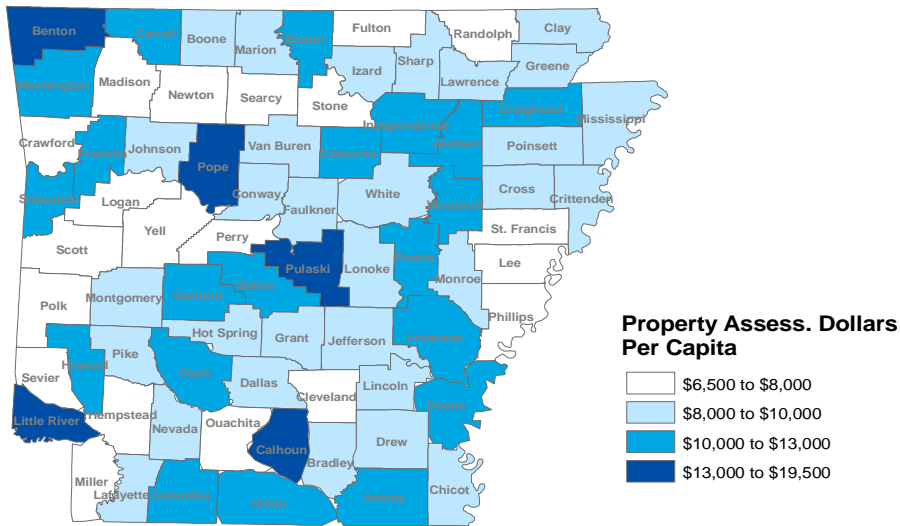 Benton
Carroll
Boone
Marion
Baxter
Fulton
Randolph
Clay
Washington
Madison
Newton
Searcy
Stone
Izard
Sharp
Lawrence
Greene
Independence
Craighead
Mississippi
Crawford
Franklin
Johnson
Pope
Van Buren
Cleburne
Jackson
Poinsett
Sebastian
Logan
Conway
Faulkner
White
Woodruff
Cross
Crittenden
Scott
Yell
Perry
Pulaski
Lonoke
Prairie
Monroe
St. Francis
Lee
Polk
Montgomery
Garland
Saline
Hot Spring
Grant
Jefferson
Arkansas
Phillips
Sevier
Howard
Pike
Clark
Dallas
Cleveland
Lincoln
Desha
Little River
Hempstead
Nevada
Ouachita
Calhoun
Bradley
Drew
Miller
Lafayette
Columbia
Union
Ashley
Chicot
Property Assess. Dollars
Per Capita
$6,500 to $8,000
$8,000 to $10,000
$10,000 to $13,000
$13,000 to $19,500